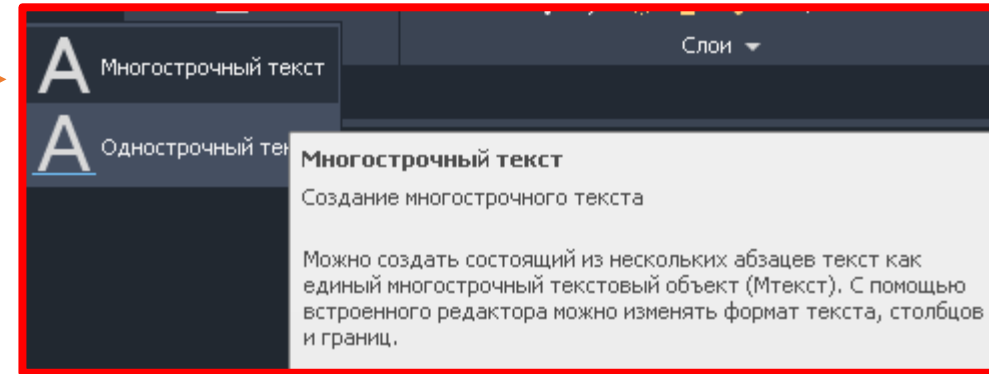 Слои
Многострочный текст
Однострочный тек
Многострочный текст
Создание многострочного текста
Можно создать состоящий из нескольких абзацев текст как
единый многострочный текстовый объект (Мтекст). С помощью
встроенного редактора можно изменять формат текста, столбцов
и границ.